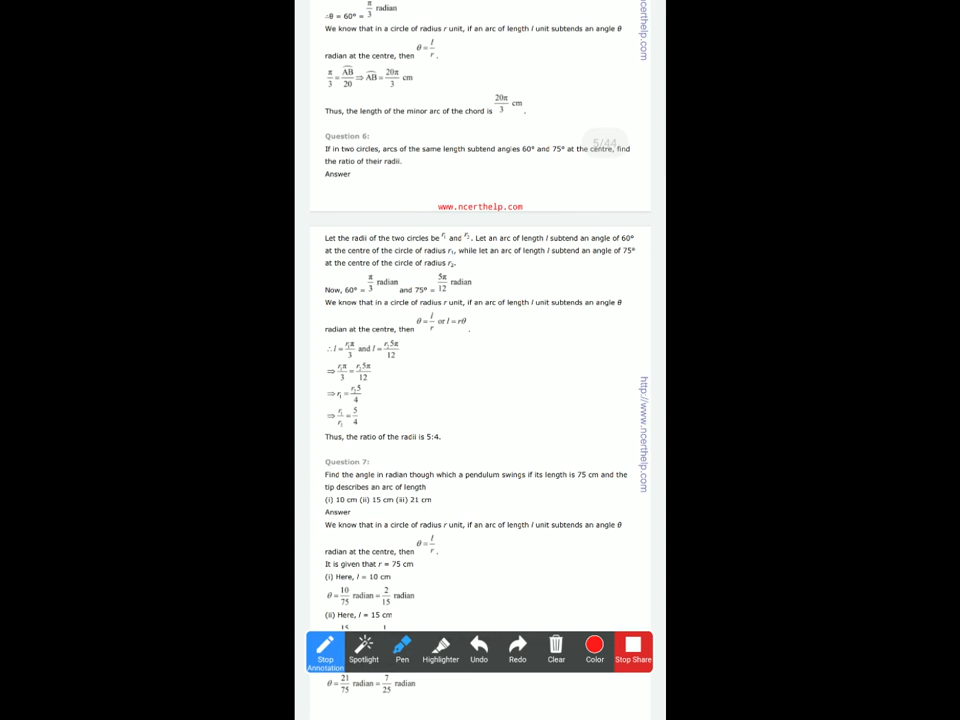 ∴θ = 60° = π/3 radian
We know that in a circle of radius r unit, if an arc of length l unit subtends an angle θ
radian at the centre, then θ = l/r .
π/3 = AB/20 ⇒ AB = 20π/3 cm
Thus, the length of the minor arc of the chord is 20π/3 cm .
Question 6:
5/44
If in two circles, arcs of the same length subtend angles 60° and 75° at the centre, find
the ratio of their radii.
Answer
www.ncerthelp.com
Let the radii of the two circles be r₁ and r₂. Let an arc of length l subtend an angle of 60°
at the centre of the circle of radius r₁, while let an arc of length l subtend an angle of 75°
at the centre of the circle of radius r₂.
Now, 60° = π/3 radian and 75° = 5π/12 radian
We know that in a circle of radius r unit, if an arc of length l unit subtends an angle θ
radian at the centre, then θ = l/r or l = rθ .
∴ l = r₁π/3 and l = r₂5π/12
⇒ r₁π/3 = r₂5π/12
⇒ r₁ = r₂5/4
⇒ r₁/r₂ = 5/4
Thus, the ratio of the radii is 5:4.
Question 7:
Find the angle in radian though which a pendulum swings if its length is 75 cm and the
tip describes an arc of length
(i) 10 cm (ii) 15 cm (iii) 21 cm
Answer
We know that in a circle of radius r unit, if an arc of length l unit subtends an angle θ
radian at the centre, then θ = l/r .
It is given that r = 75 cm
(i) Here, l = 10 cm
θ = 10/75 radian = 2/15 radian
(ii) Here, l = 15 cm
15 1
θ = 21/75 radian = 7/25 radian
ncerthelp.com
http://www.ncerthelp.com
Stop Annotation
Spotlight
Pen
Highlighter
Undo
Redo
Clear
Color
Stop Share